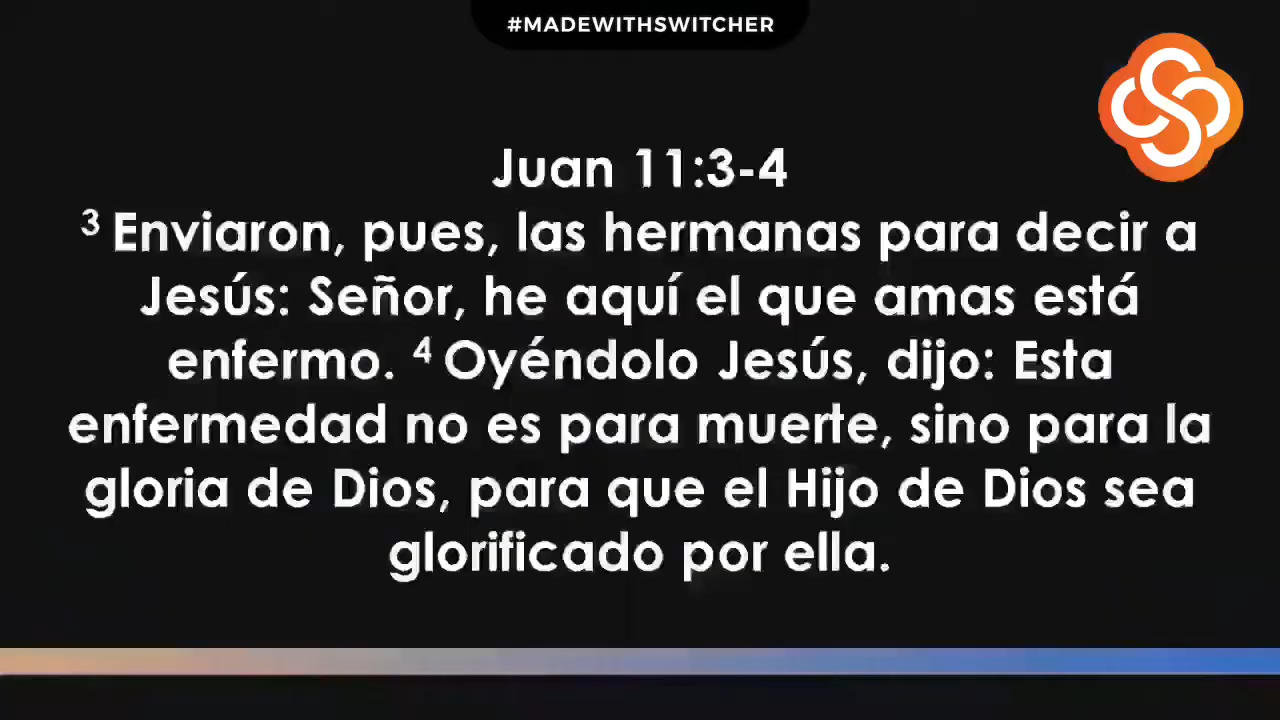 #MADEWITHSWITCHER
Juan 11:3-4
³ Enviaron, pues, las hermanas para decir a
Jesús: Señor, he aquí el que amas está
enfermo. ⁴ Oyéndolo Jesús, dijo: Esta
enfermedad no es para muerte, sino para la
gloria de Dios, para que el Hijo de Dios sea
glorificado por ella.